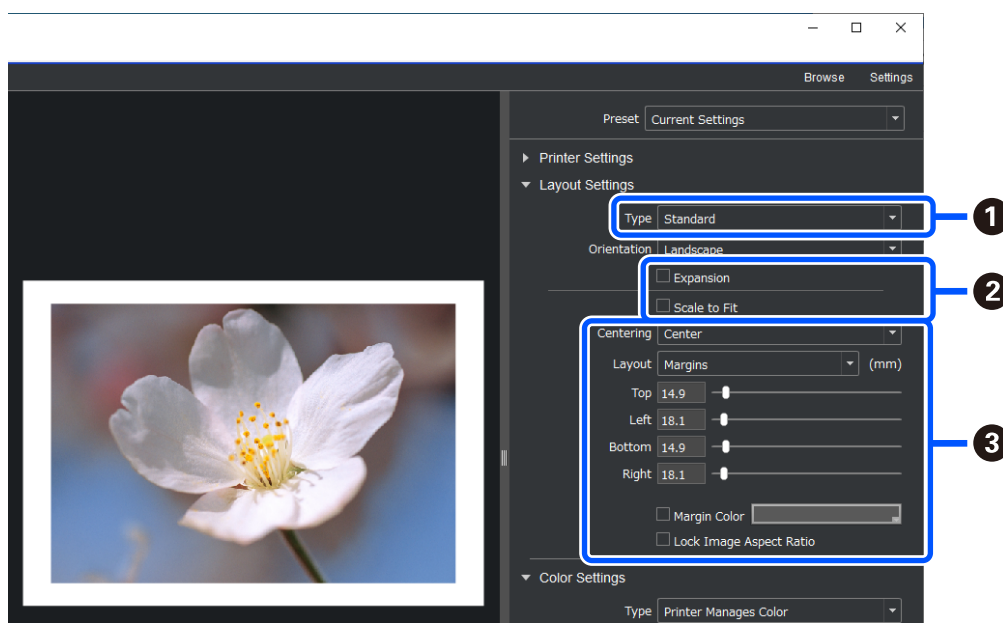 Browse Settings
Preset Current Settings
Printer Settings
Layout Settings
Type Standard
1
Orientation Landscape
Expansion
2
Scale to Fit
Centering Center
Layout Margins (mm)
Top 14.9
Left 18.1
Bottom 14.9
3
Right 18.1
Margin Color
Lock Image Aspect Ratio
Color Settings
Type Printer Manages Color